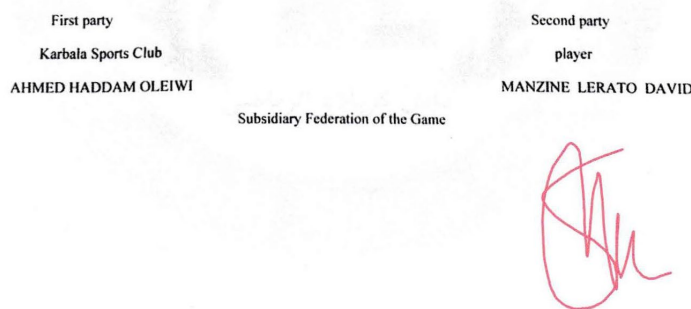 First party
Second party
Karbala Sports Club
player
AHMED HADDAM OLEIWI
MANZINE LERATO DAVID
Subsidiary Federation of the Game